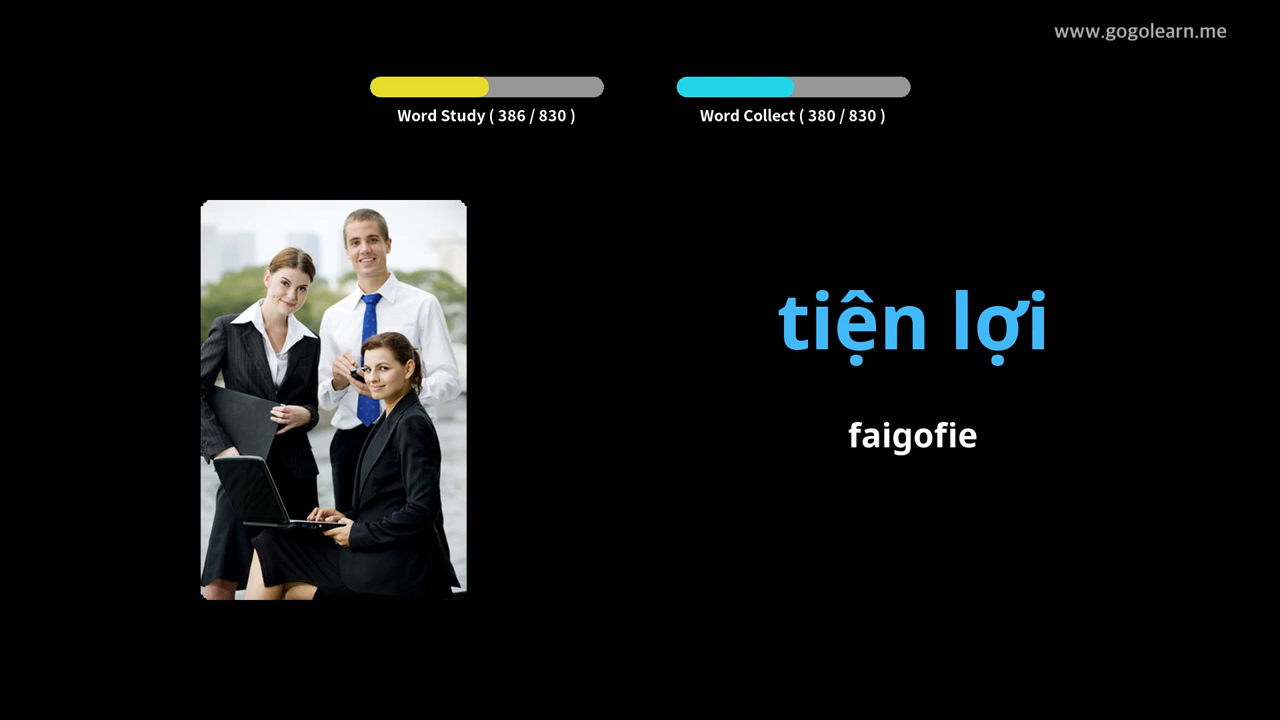 www.gogolearn.me
Word Study ( 386 / 830 )
Word Collect ( 380 / 830 )
tiện lợi
faigofie